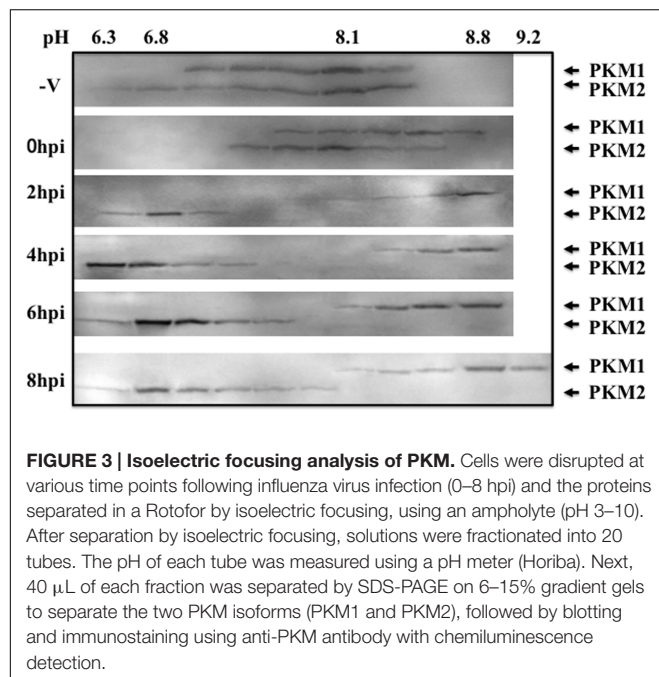 pH 6.3 6.8 8.1 8.8 9.2
-V PKM1
PKM2
0hpi PKM1
PKM2
2hpi PKM1
PKM2
4hpi PKM1
PKM2
6hpi PKM1
PKM2
8hpi PKM1
PKM2
FIGURE 3 | Isoelectric focusing analysis of PKM. Cells were disrupted at
various time points following influenza virus infection (0–8 hpi) and the proteins
separated in a Rotofor by isoelectric focusing, using an ampholyte (pH 3–10).
After separation by isoelectric focusing, solutions were fractionated into 20
tubes. The pH of each tube was measured using a pH meter (Horiba). Next,
40 μL of each fraction was separated by SDS-PAGE on 6–15% gradient gels
to separate the two PKM isoforms (PKM1 and PKM2), followed by blotting
and immunostaining using anti-PKM antibody with chemiluminescence
detection.